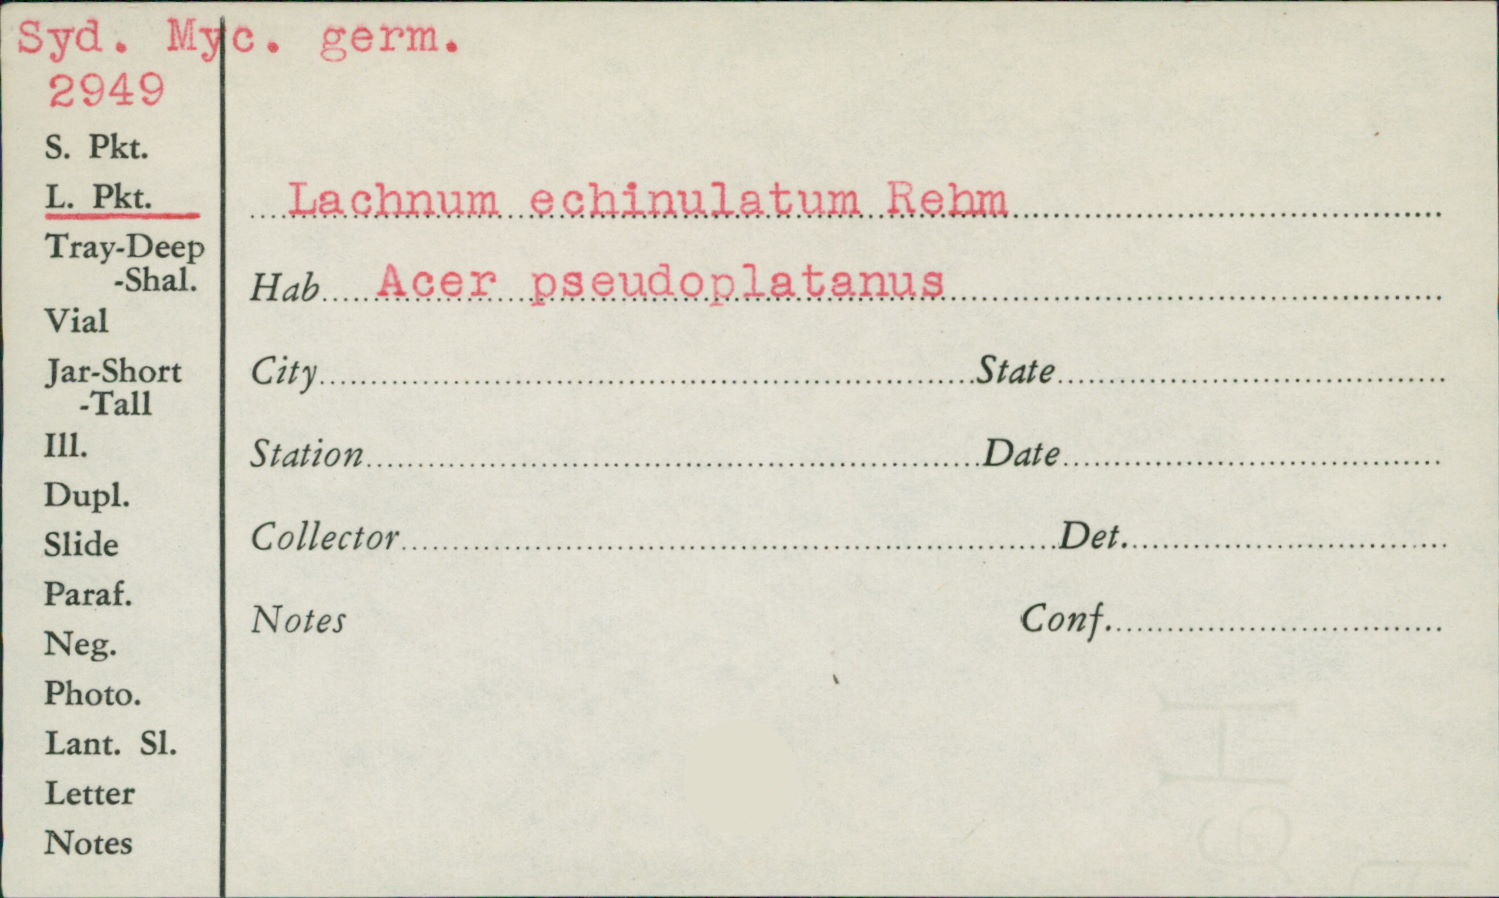 Syd. Myc. germ.
2949
S. Pkt.
L. Pkt.
Tray-Deep
-Shal.
Vial
Jar-Short
-Tall
Ill.
Dupl.
Slide
Paraf.
Neg.
Photo.
Lant. Sl.
Letter
Notes
Lachnum echinulatum Rehm
Hab Acer pseudoplatanus
City State
Station Date
Collector Det.
Notes Conf.